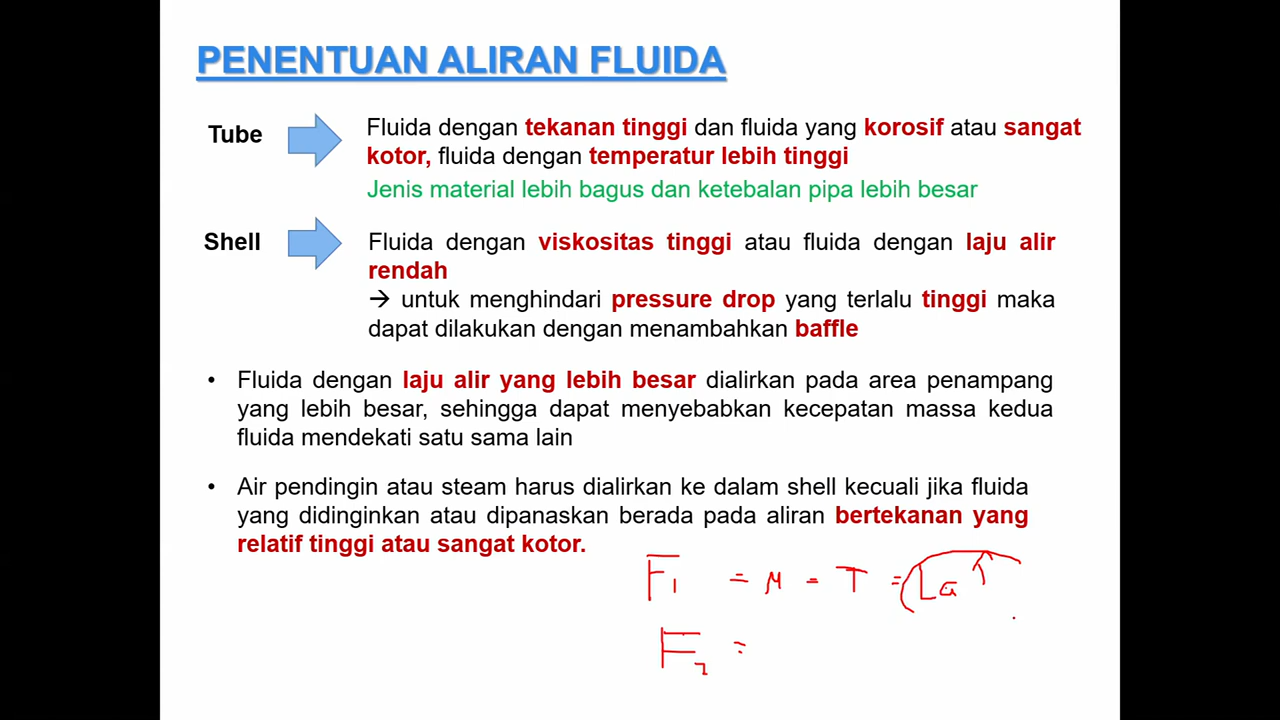 PENENTUAN ALIRAN FLUIDA
Tube
Fluida dengan tekanan tinggi dan fluida yang korosif atau sangat
kotor, fluida dengan temperatur lebih tinggi
Jenis material lebih bagus dan ketebalan pipa lebih besar
Shell
Fluida dengan viskositas tinggi atau fluida dengan laju alir
rendah
→ untuk menghindari pressure drop yang terlalu tinggi maka
dapat dilakukan dengan menambahkan baffle
• Fluida dengan laju alir yang lebih besar dialirkan pada area penampang
yang lebih besar, sehingga dapat menyebabkan kecepatan massa kedua
fluida mendekati satu sama lain
• Air pendingin atau steam harus dialirkan ke dalam shell kecuali jika fluida
yang didinginkan atau dipanaskan berada pada aliran bertekanan yang
relatif tinggi atau sangat kotor.
F1 = μ = T = La ↑
F2 =